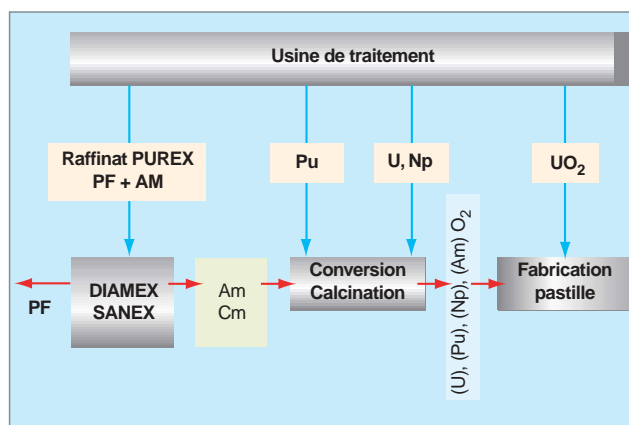 Usine de traitement
Raffinat PUREX
PF + AM
Pu
U, Np
UO₂
PF
DIAMEX
SANEX
Am
Cm
Conversion
Calcination
(U), (Pu), (Np), (Am) O₂
Fabrication
pastille